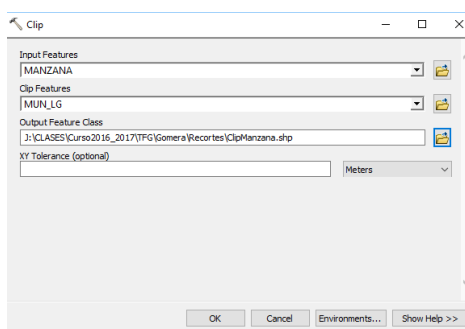 Clip
Input Features
MANZANA
Clip Features
MUN_LG
Output Feature Class
J:\CLASES\Curso2016_2017\TFG\Gomera\Recortes\ClipManzana.shp
XY Tolerance (optional)
Meters
OK Cancel Environments... Show Help >>